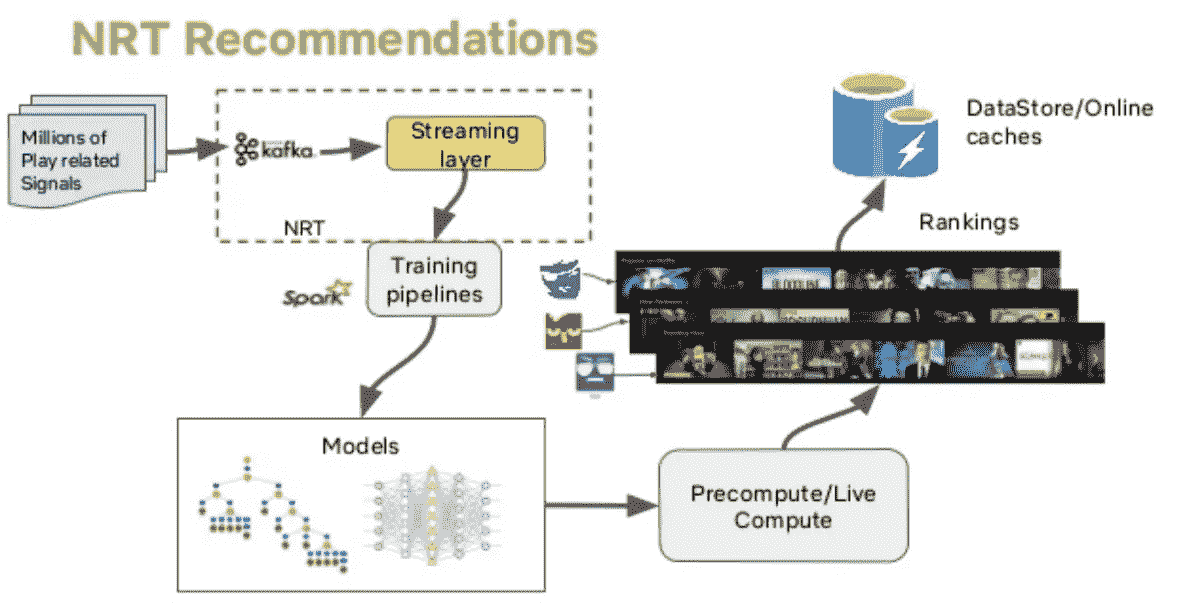 NRT Recommendations
Millions of
Play related
Signals
kafka
Streaming
layer
NRT
Spark
Training
pipelines
Models
Precompute/Live
Compute
Rankings
DataStore/Online
caches
BLOODLINE